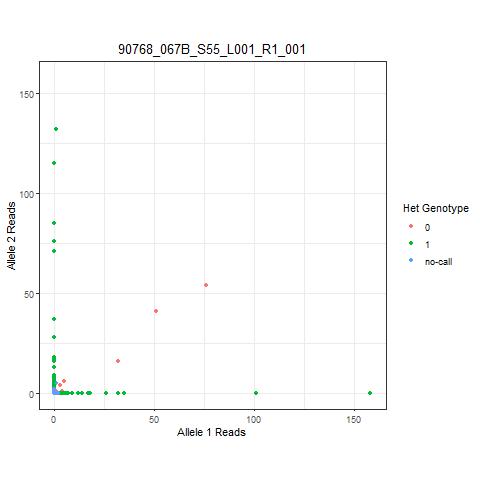 90768_067B_S55_L001_R1_001
150
100
50
0
Allele 2 Reads
0 50 100 150
Allele 1 Reads
Het Genotype
0
1
no-call